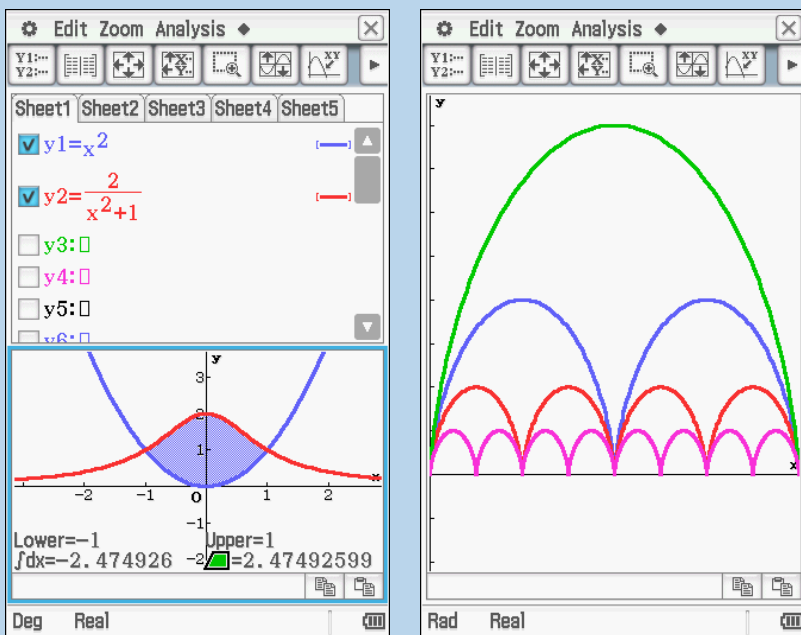 Edit Zoom Analysis ◆
Y1:··· Y2:···
Sheet1 Sheet2 Sheet3 Sheet4 Sheet5
y1=x²
y2=2/(x²+1)
y3:▯
y4:▯
y5:▯
y6:▯
y
3
2
1
x
-2 -1 O 1 2
-1
Lower=-1 Upper=1
∫dx=-2.474926 -2 =2.47492599
Deg Real
Edit Zoom Analysis ◆
Y1:··· Y2:···
XY
y
x
Rad Real